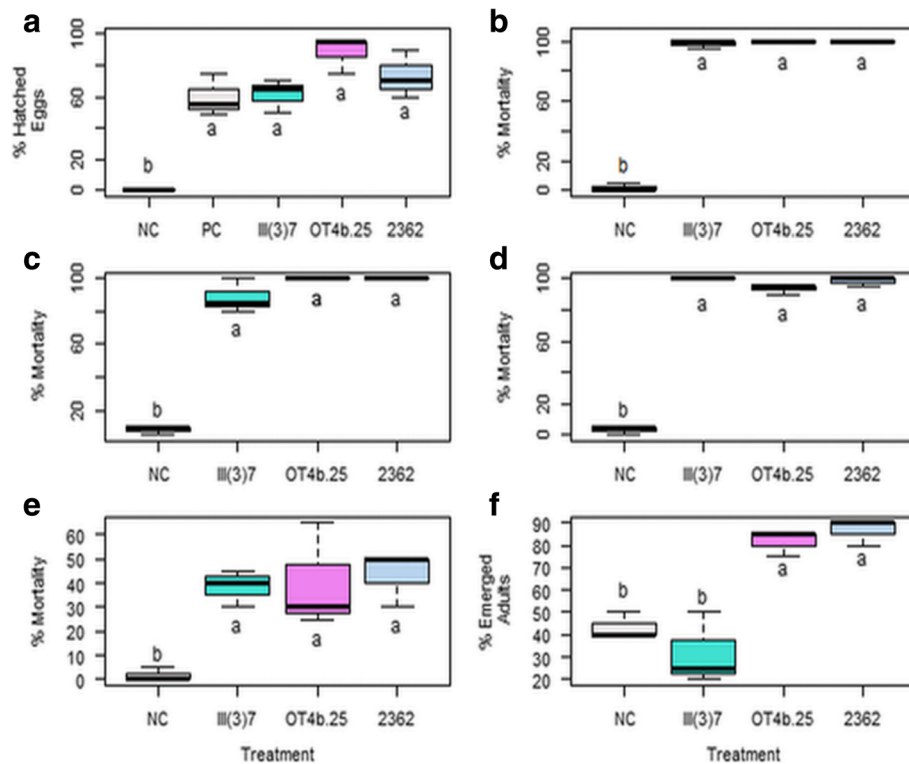 a
% Hatched
Eggs
100
60
20
0
b
a
a
a
a
NC PC III(3)7 OT4b.25 2362
b
% Mortality
100
60
20
0
b
a
a
a
NC III(3)7 OT4b.25 2362
c
% Mortality
100
60
20
b
a
a
a
NC III(3)7 OT4b.25 2362
d
% Mortality
100
60
20
0
b
a
a
a
NC III(3)7 OT4b.25 2362
e
% Mortality
60
50
40
30
20
10
0
b
a
a
a
NC III(3)7 OT4b.25 2362
Treatment
f
% Emerged
Adults
90
80
70
60
50
40
30
20
b
b
a
a
NC III(3)7 OT4b.25 2362
Treatment